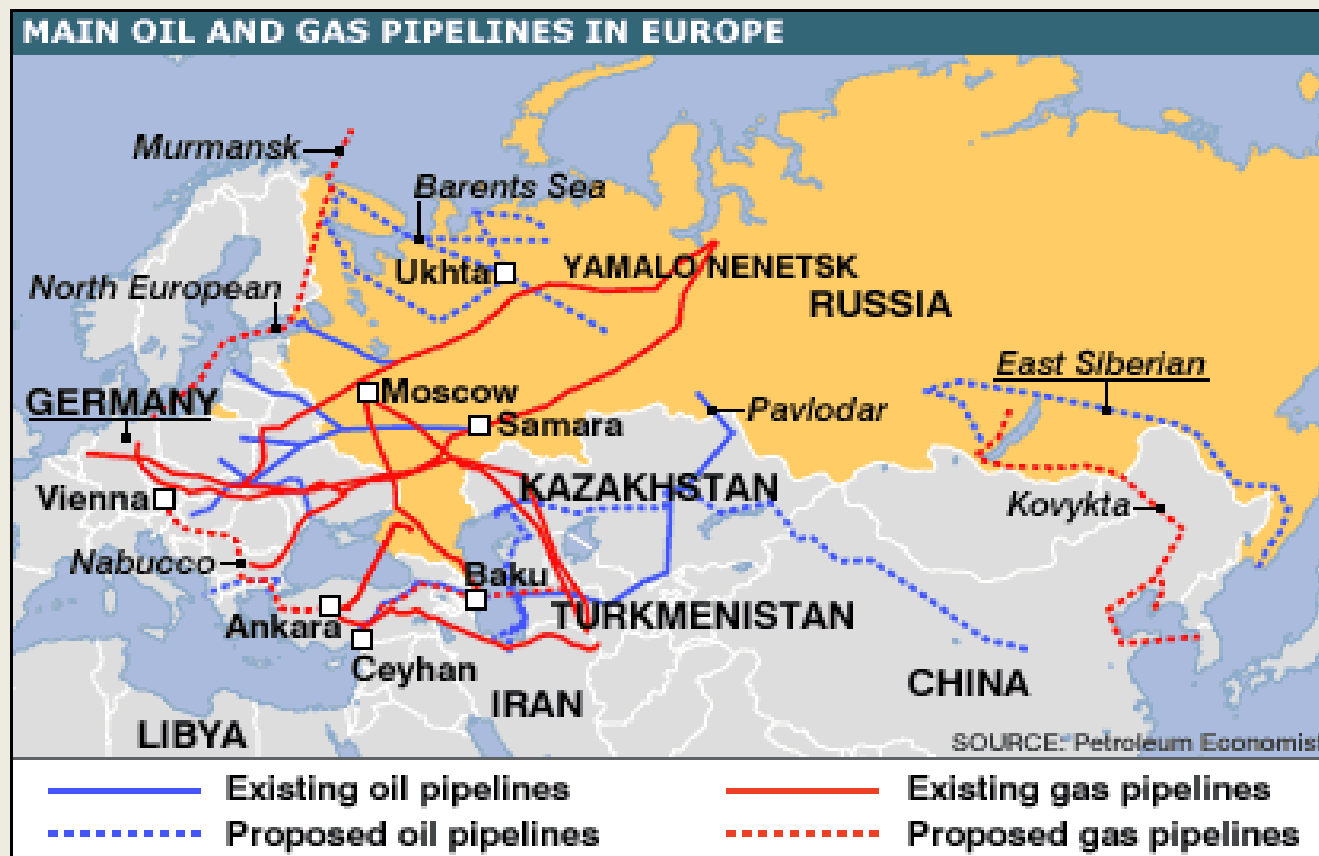 MAIN OIL AND GAS PIPELINES IN EUROPE
Murmansk
Barents Sea
Ukhta
YAMALO NENETSK
North European
RUSSIA
East Siberian
GERMANY
Moscow
Pavlodar
Samara
KAZAKHSTAN
Vienna
Kovykta
Nabucco
Baku
TURKMENISTAN
Ankara
Ceyhan
CHINA
IRAN
LIBYA
SOURCE: Petroleum Economist
Existing oil pipelines
Existing gas pipelines
Proposed oil pipelines
Proposed gas pipelines